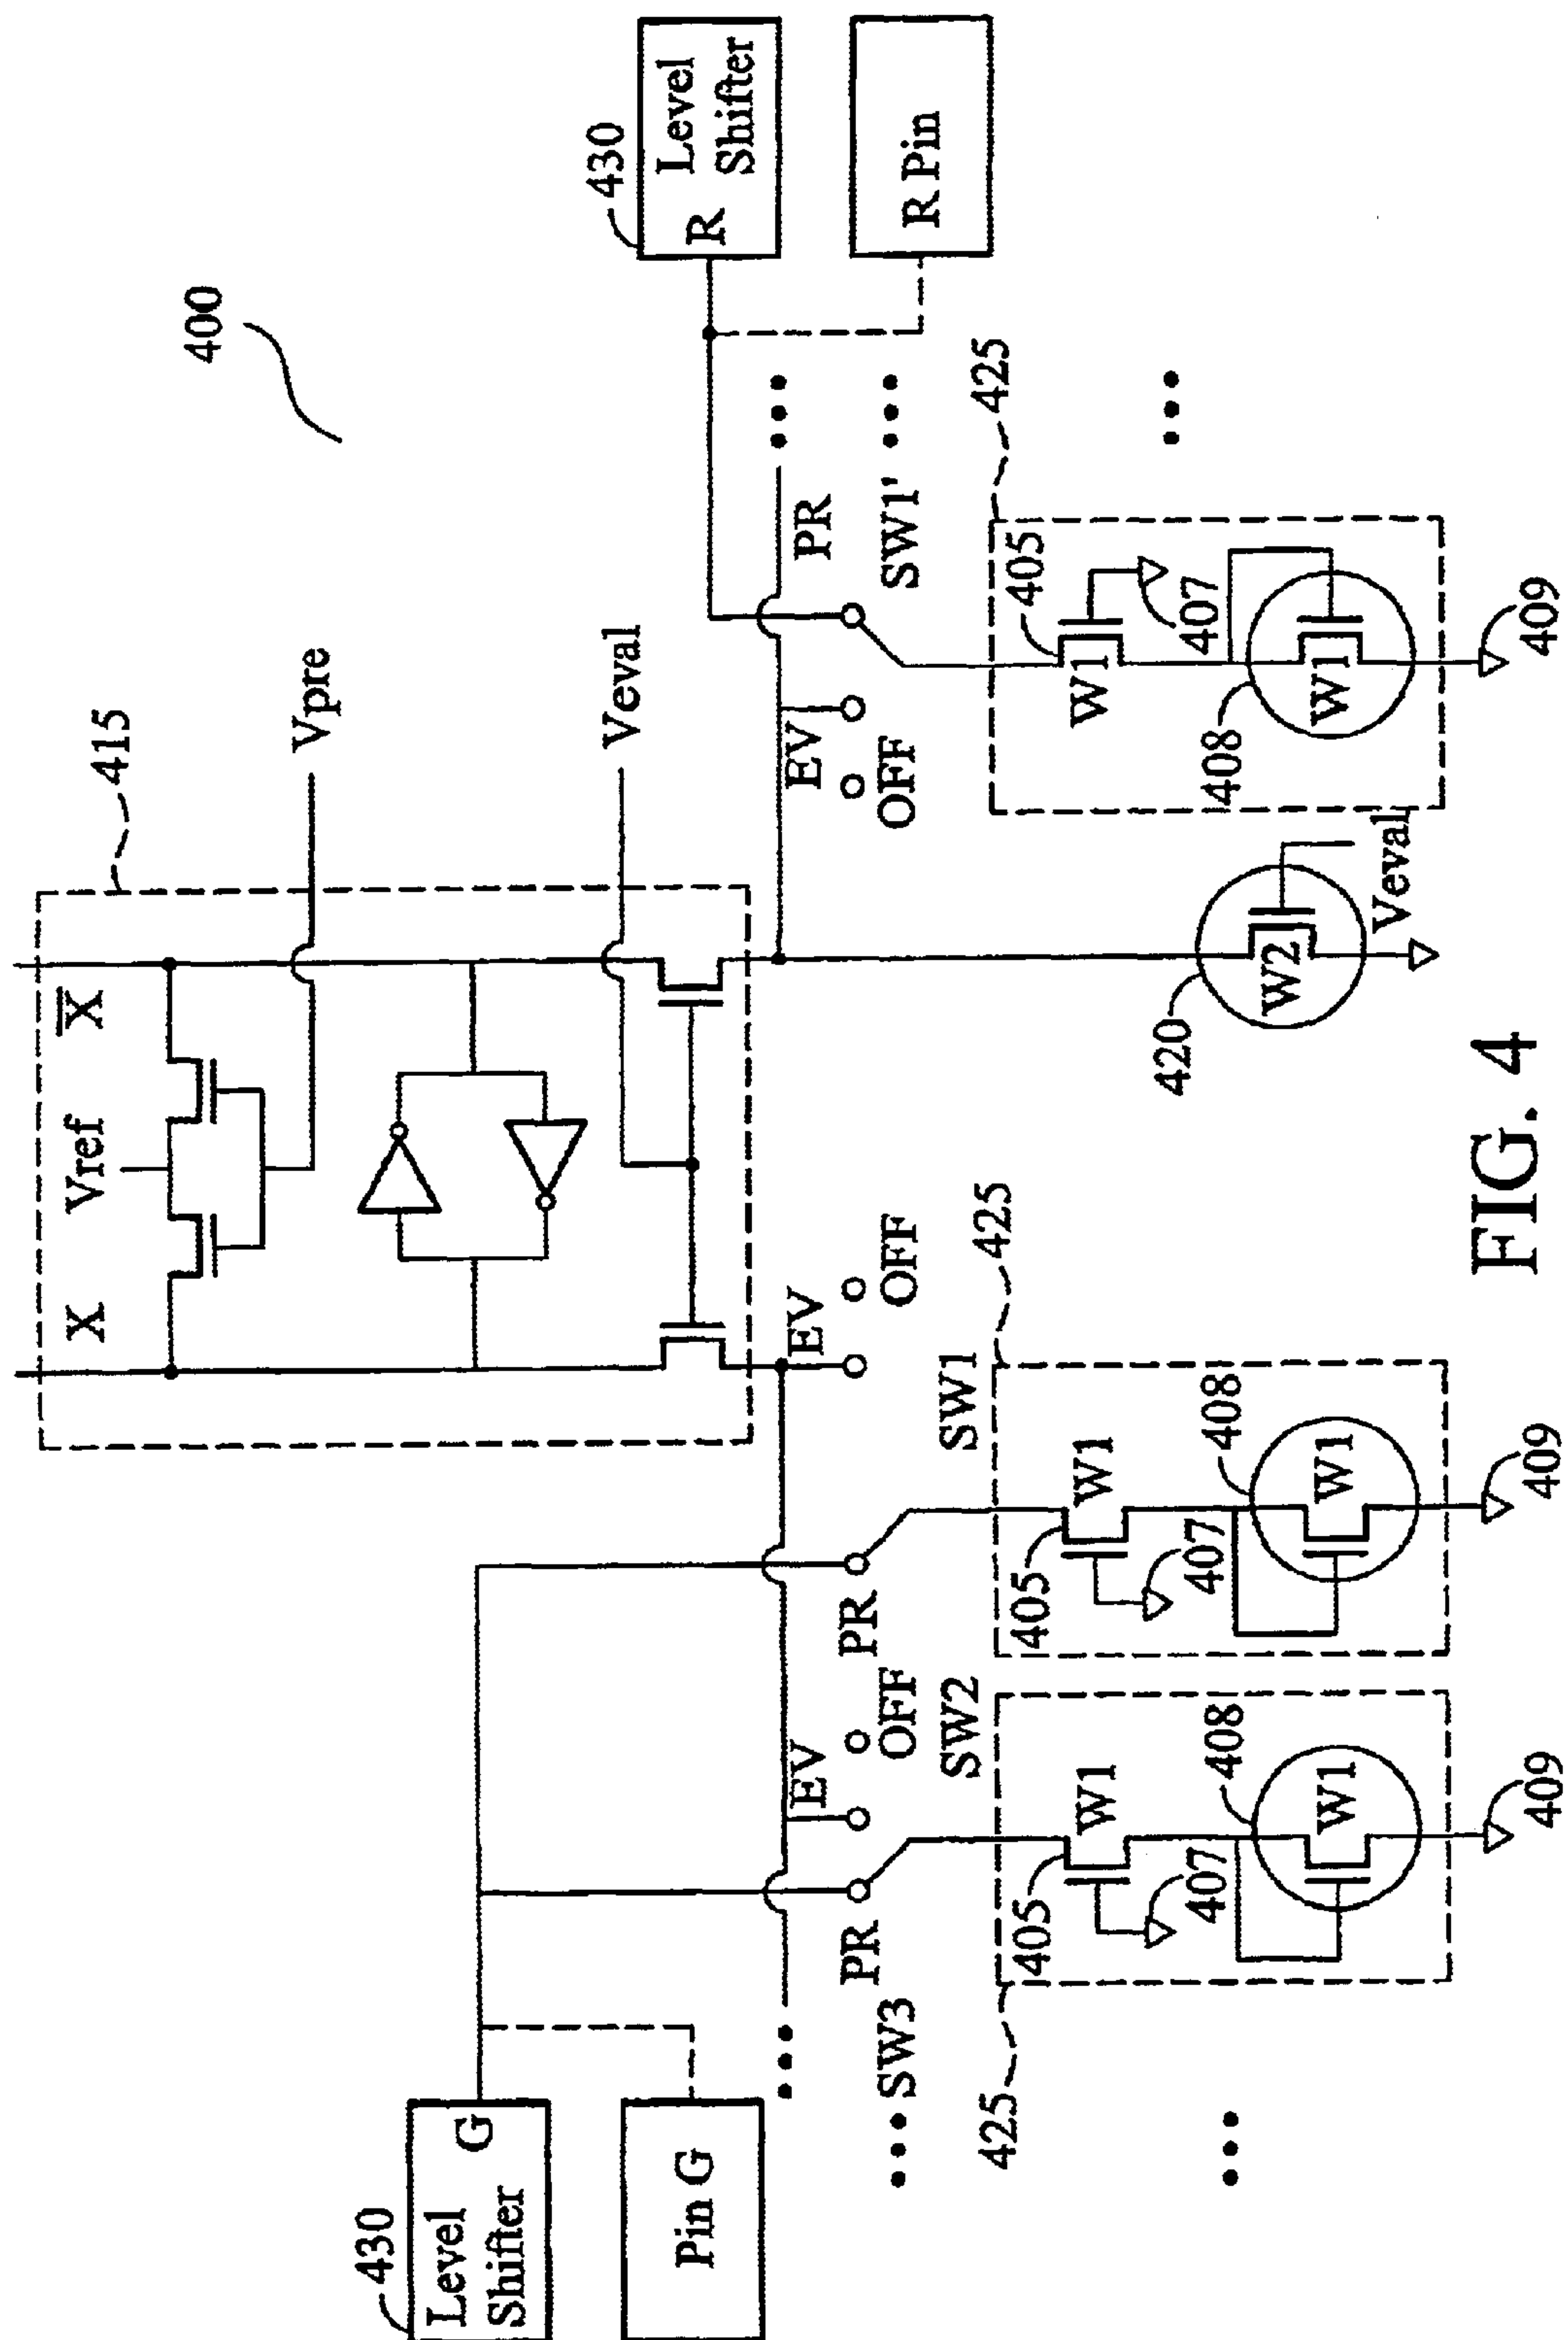 400
415
X
Vref
X̅
Vpre
Veval
430
Level
Shifter
G
Pin G
430
Level
Shifter
R
R Pin
EV
OFF
PR
EV
OFF
PR
SW1
SW2
SW3
EV
OFF
PR
SW1'
425
425
425
405
W1
407
408
W1
409
405
W1
407
408
W1
409
420
W2
Veval
405
W1
407
408
W1
409
FIG. 4